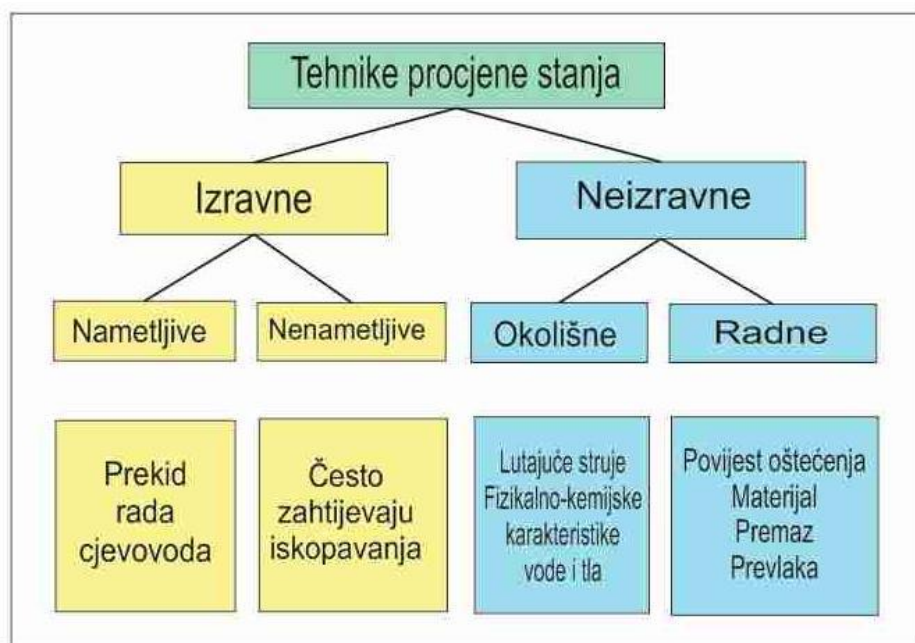 Tehnike procjene stanja
Izravne
Neizravne
Nametljive
Nenametljive
Okolišne
Radne
Prekid
rada
cjevovoda
Često
zahtijevaju
iskopavanja
Lutajuće struje
Fizikalno-kemijske
karakteristike
vode i tla
Povijest oštećenja
Materijal
Premaz
Prevlaka